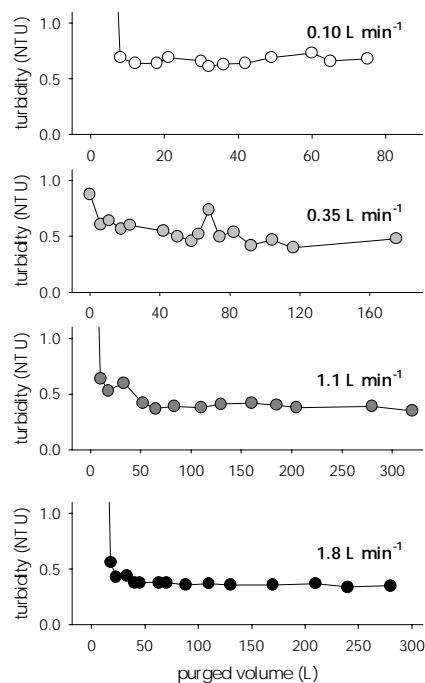 turbidity (NTU)
1.0
0.5
0.0
0.10 L min⁻¹
0 20 40 60 80
turbidity (NTU)
1.0
0.5
0.0
0.35 L min⁻¹
0 40 80 120 160
turbidity (NTU)
1.0
0.5
0.0
1.1 L min⁻¹
0 50 100 150 200 250 300
turbidity (NTU)
1.0
0.5
0.0
1.8 L min⁻¹
0 50 100 150 200 250 300
purged volume (L)